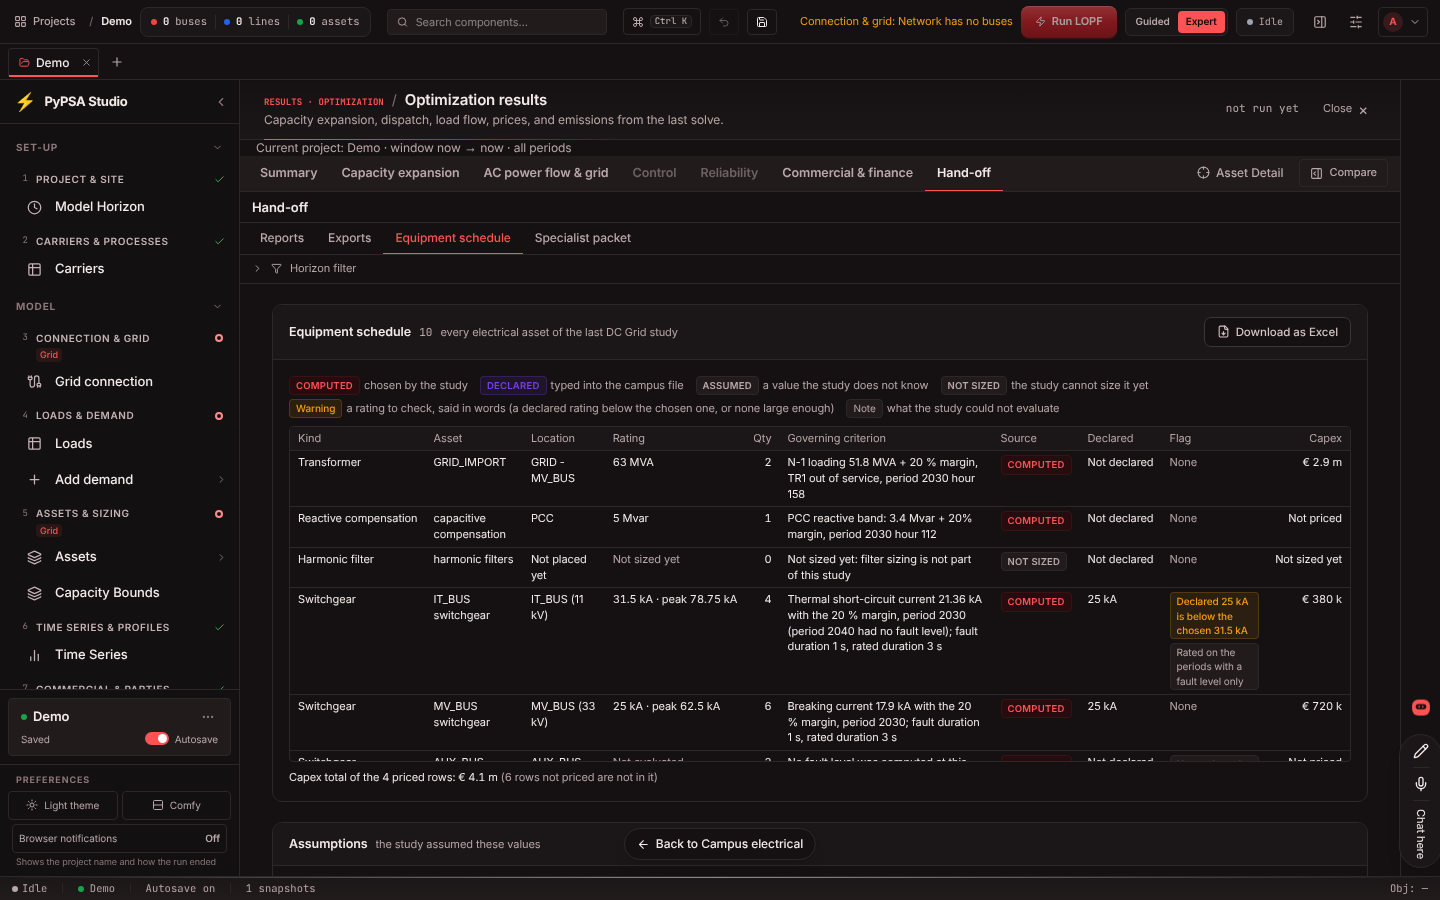 Projects / Demo 0 buses 0 lines 0 assets Search components... ⌘ Ctrl K Connection & grid: Network has no buses Run LOPF Guided Expert Idle A
Demo × +
PyPSA Studio
SET-UP
1 PROJECT & SITE
Model Horizon
2 CARRIERS & PROCESSES
Carriers
MODEL
3 CONNECTION & GRID
Grid
Grid connection
4 LOADS & DEMAND
Loads
Add demand
5 ASSETS & SIZING
Grid
Assets
Capacity Bounds
6 TIME SERIES & PROFILES
Time Series
7 COMMERCIAL & PARTIES
Demo ...
Saved Autosave
PREFERENCES
Light theme Comfy
Browser notifications Off
Shows the project name and how the run ended
RESULTS · OPTIMIZATION / Optimization results
Capacity expansion, dispatch, load flow, prices, and emissions from the last solve.
not run yet Close ×
Current project: Demo · window now → now · all periods
Summary Capacity expansion AC power flow & grid Control Reliability Commercial & finance Hand-off Asset Detail Compare
Hand-off
Reports Exports Equipment schedule Specialist packet
Horizon filter
Equipment schedule 10 every electrical asset of the last DC Grid study Download as Excel
COMPUTED chosen by the study DECLARED typed into the campus file ASSUMED a value the study does not know NOT SIZED the study cannot size it yet
Warning a rating to check, said in words (a declared rating below the chosen one, or none large enough) Note what the study could not evaluate
Kind Asset Location Rating Qty Governing criterion Source Declared Flag Capex
Transformer GRID_IMPORT GRID - 63 MVA 2 N-1 loading 51.8 MVA + 20 % margin, COMPUTED Not declared None € 2.9 m
MV_BUS TR1 out of service, period 2030 hour
158
Reactive compensation capacitive PCC 5 Mvar 1 PCC reactive band: 3.4 Mvar + 20% COMPUTED Not declared None Not priced
compensation margin, period 2030 hour 112
Harmonic filter harmonic filters Not placed Not sized yet 0 Not sized yet: filter sizing is not part NOT SIZED Not declared None Not sized yet
yet of this study
Switchgear IT_BUS IT_BUS (11 31.5 kA · peak 78.75 kA 4 Thermal short-circuit current 21.36 kA COMPUTED 25 kA Declared 25 kA € 380 k
switchgear kV) with the 20 % margin, period 2030 is below the
(period 2040 had no fault level); fault chosen 31.5 kA
duration 1 s, rated duration 3 s Rated on the
periods with a
fault level only
Switchgear MV_BUS MV_BUS (33 25 kA · peak 62.5 kA 6 Breaking current 17.9 kA with the 20 COMPUTED 25 kA None € 720 k
switchgear kV) % margin, period 2030; fault duration
1 s, rated duration 3 s
Switchgear AUX_BUS AUX_BUS Not evaluated 2 No fault level was computed at this Not declared Not priced
Capex total of the 4 priced rows: € 4.1 m (6 rows not priced are not in it)
Assumptions the study assumed these values ← Back to Campus electrical
Chat here
Idle Demo Autosave on 1 snapshots Obj: —